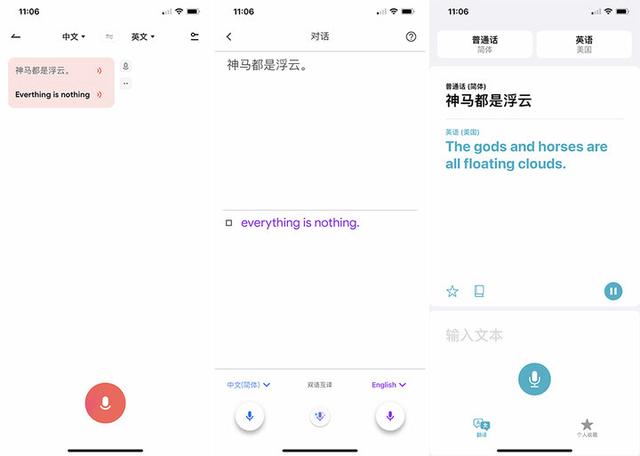 11:06
中文
英文
神马都是浮云。
Everthing is nothing
11:06
对话
神马都是浮云。
everything is nothing.
中文(简体)
双语互译
English
11:06
普通话
简体
英语
美国
普通话 (简体)
神马都是浮云
英语 (美国)
The gods and horses are
all floating clouds.
输入文本
翻译
个人收藏